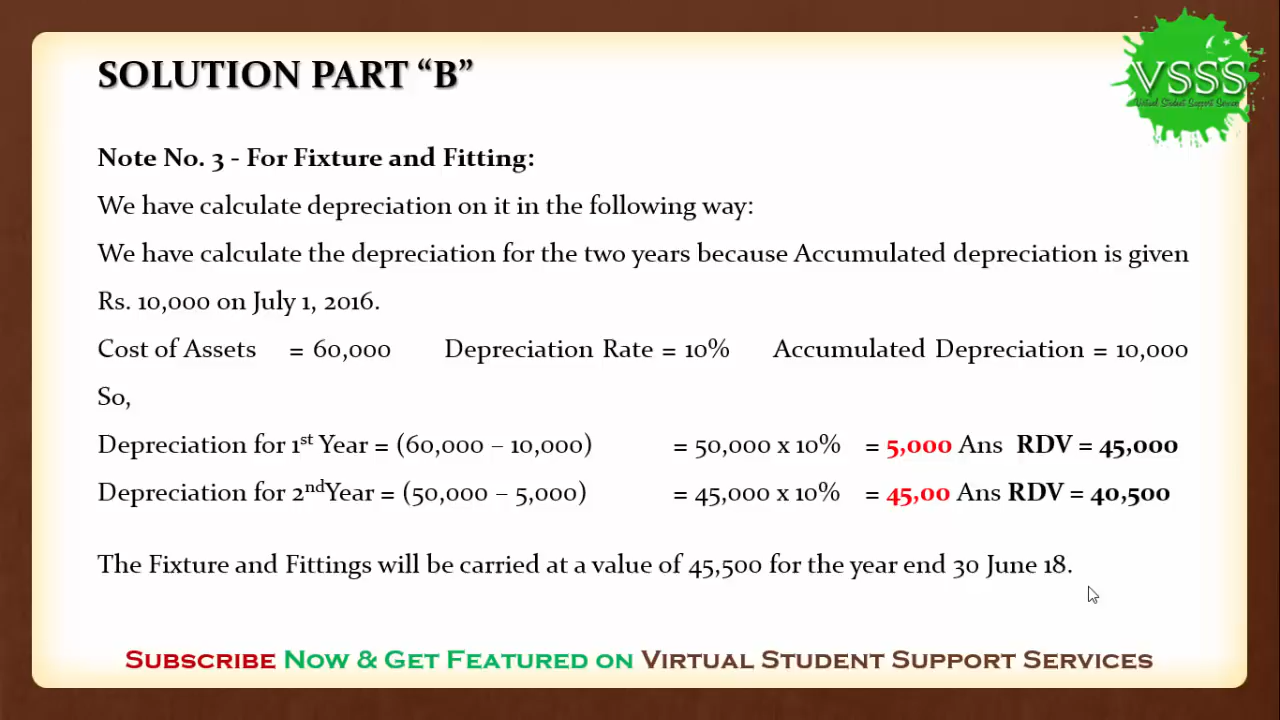 SOLUTION PART “B”
VSSS
Virtual Student Support Services
Note No. 3 - For Fixture and Fitting:
We have calculate depreciation on it in the following way:
We have calculate the depreciation for the two years because Accumulated depreciation is given
Rs. 10,000 on July 1, 2016.
Cost of Assets = 60,000 Depreciation Rate = 10% Accumulated Depreciation = 10,000
So,
Depreciation for 1st Year = (60,000 – 10,000) = 50,000 x 10% = 5,000 Ans RDV = 45,000
Depreciation for 2ndYear = (50,000 – 5,000) = 45,000 x 10% = 45,00 Ans RDV = 40,500
The Fixture and Fittings will be carried at a value of 45,500 for the year end 30 June 18.
SUBSCRIBE NOW & GET FEATURED ON VIRTUAL STUDENT SUPPORT SERVICES